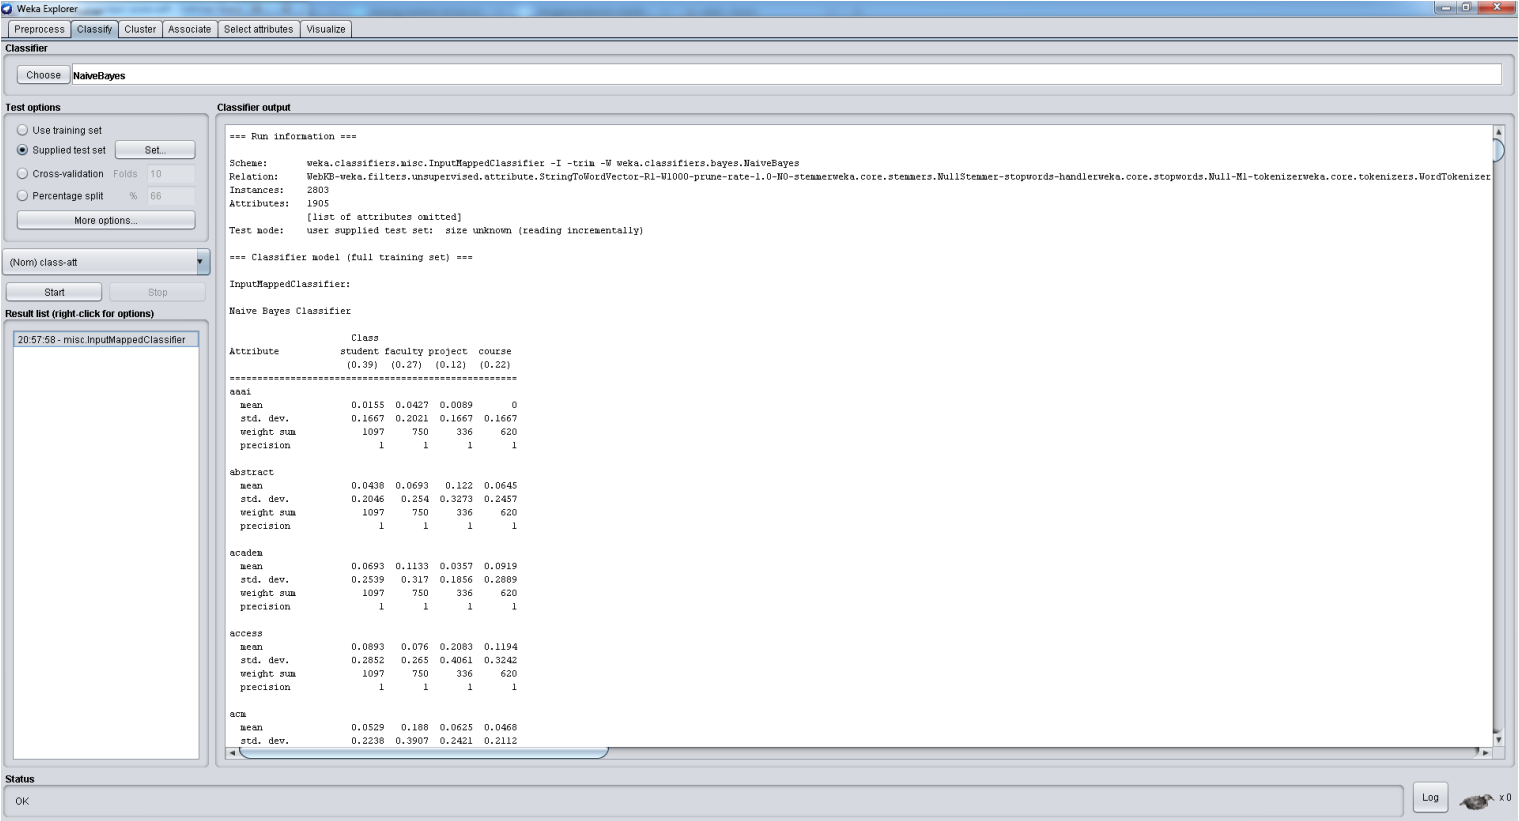 Weka Explorer
Preprocess Classify Cluster Associate Select attributes Visualize
Classifier
Choose NaiveBayes
Test options
Use training set
Supplied test set Set...
Cross-validation Folds 10
Percentage split % 66
More options...
(Nom) class-att
Start Stop
Result list (right-click for options)
20:57:58 - misc.InputMappedClassifier
Classifier output
=== Run information ===
Scheme: weka.classifiers.misc.InputMappedClassifier -I -trim -W weka.classifiers.bayes.NaiveBayes
Relation: WebKB-weka.filters.unsupervised.attribute.StringToWordVector-R1-W1000-prune-rate-1.0-N0-stemmerweka.core.stemmers.NullStemmer-stopwords-handlerweka.core.stopwords.Null-M1-tokenizerweka.core.tokenizers.WordTokenizer
Instances: 2803
Attributes: 1905
[list of attributes omitted]
Test mode: user supplied test set: size unknown (reading incrementally)
=== Classifier model (full training set) ===
InputMappedClassifier:
Naive Bayes Classifier
Class
Attribute student faculty project course
(0.39) (0.27) (0.12) (0.22)
====================================================
aaai
mean 0.0155 0.0427 0.0089 0
std. dev. 0.1667 0.2021 0.1667 0.1667
weight sum 1097 750 336 620
precision 1 1 1 1
abstract
mean 0.0438 0.0693 0.122 0.0645
std. dev. 0.2046 0.254 0.3273 0.2457
weight sum 1097 750 336 620
precision 1 1 1 1
academ
mean 0.0693 0.1133 0.0357 0.0919
std. dev. 0.2539 0.317 0.1856 0.2889
weight sum 1097 750 336 620
precision 1 1 1 1
access
mean 0.0893 0.076 0.2083 0.1194
std. dev. 0.2852 0.265 0.4061 0.3242
weight sum 1097 750 336 620
precision 1 1 1 1
acm
mean 0.0529 0.188 0.0625 0.0468
std. dev. 0.2238 0.3907 0.2421 0.2112
Status
OK
Log x 0